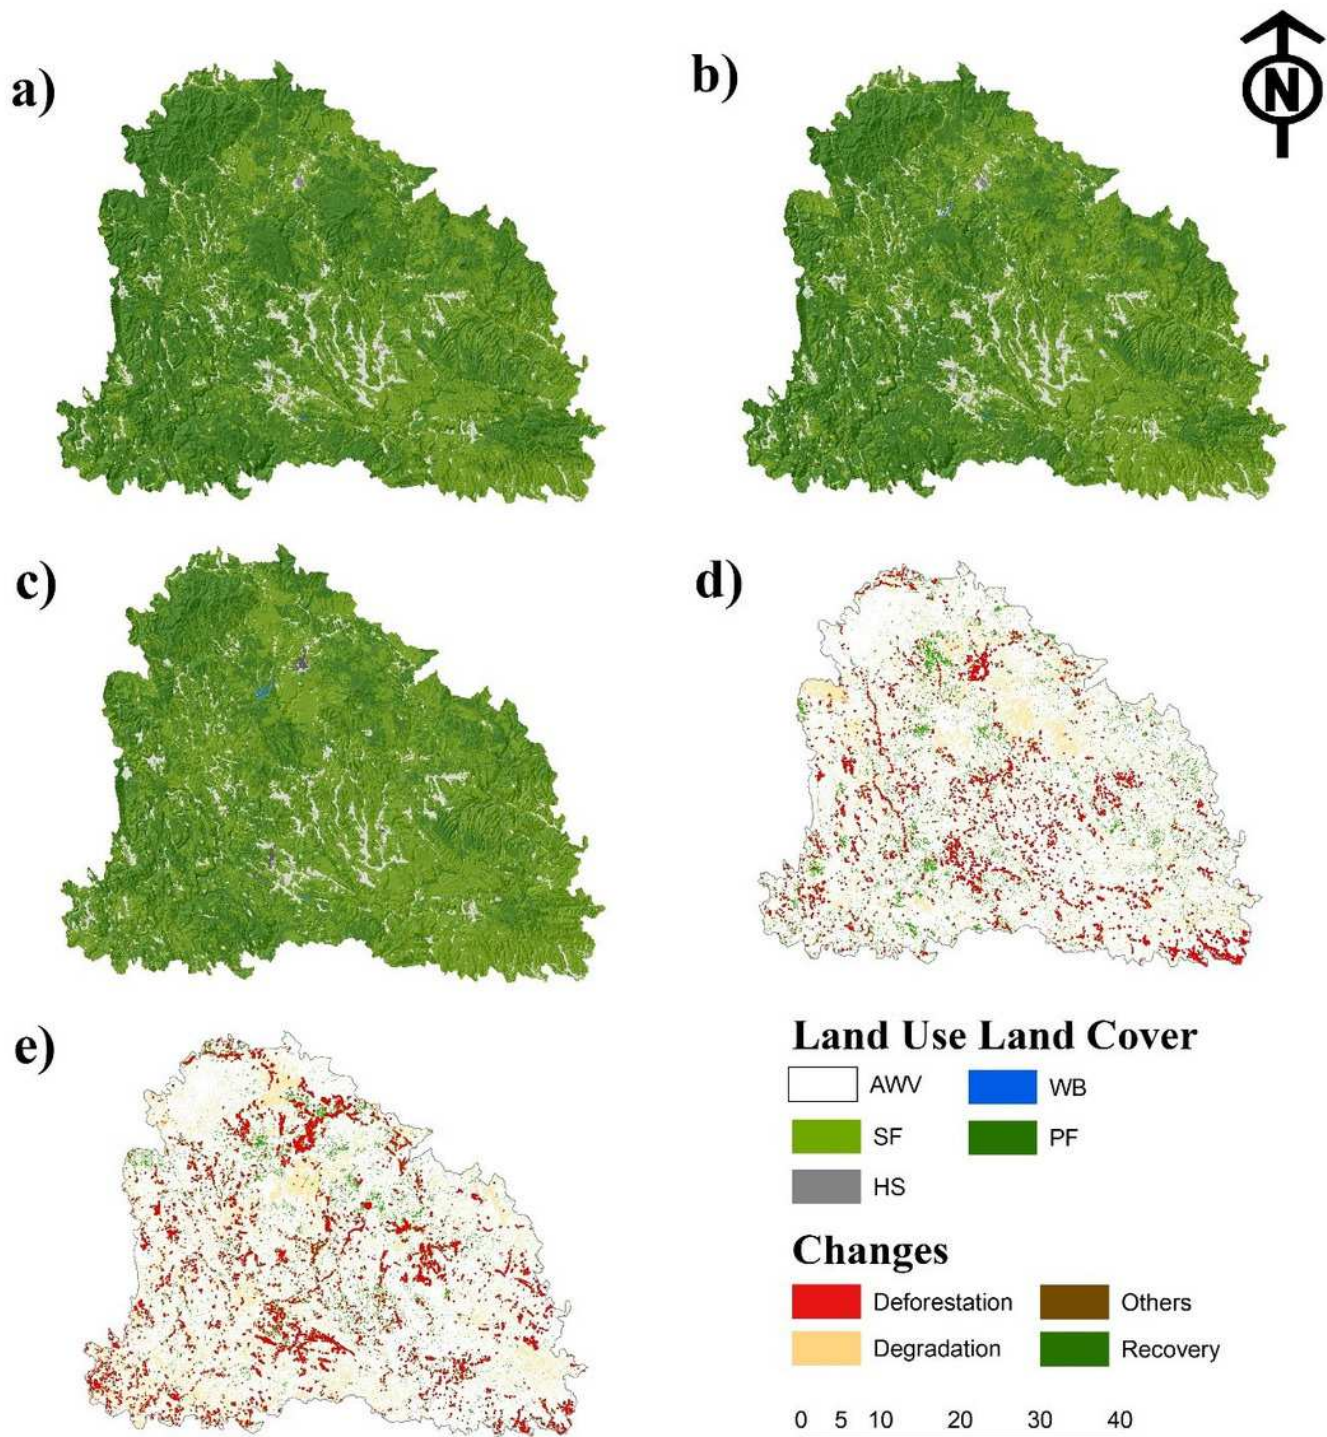 a)
b)
N
c)
d)
e)
Land Use Land Cover
AWV WB
SF PF
HS
Changes
Deforestation Others
Degradation Recovery
0 5 10 20 30 40